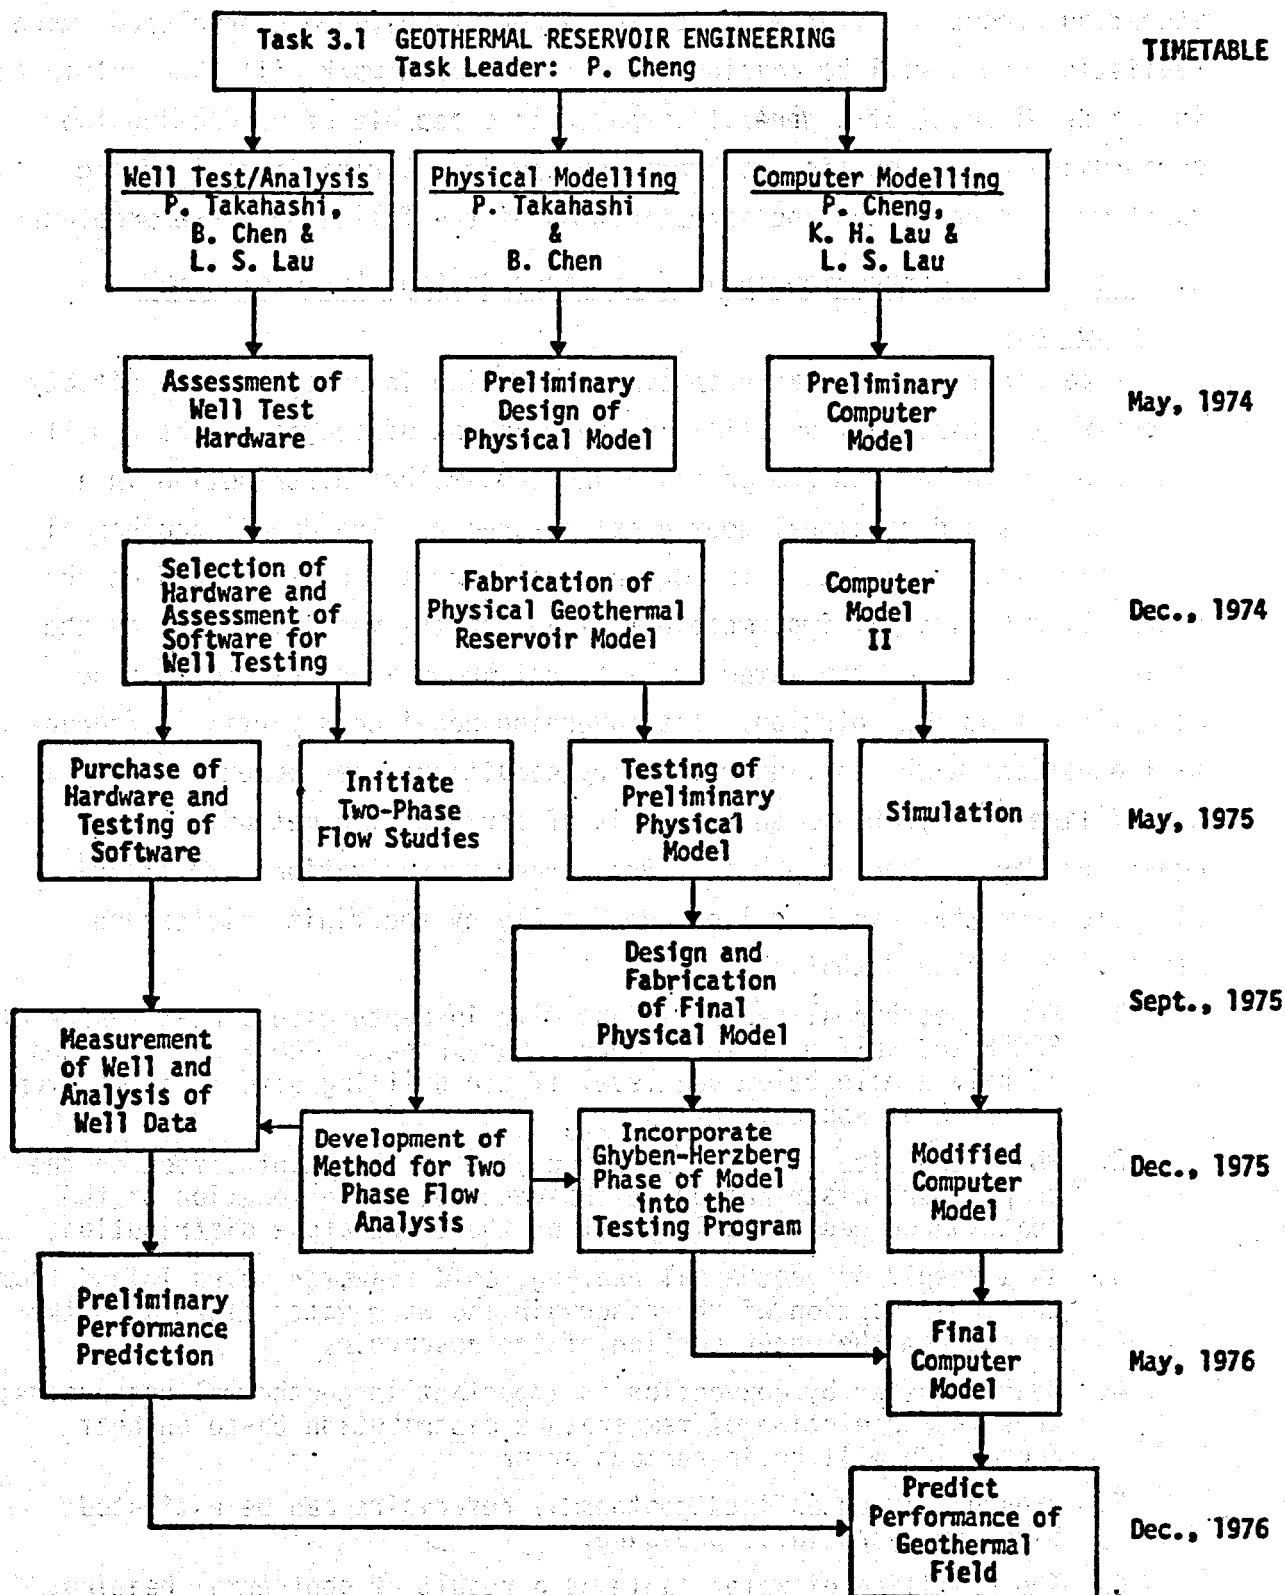 Task 3.1 GEOTHERMAL RESERVOIR ENGINEERING
Task Leader: P. Cheng
TIMETABLE
Well Test/Analysis
P. Takahashi,
B. Chen &
L. S. Lau
Physical Modelling
P. Takahashi
&
B. Chen
Computer Modelling
P. Cheng,
K. H. Lau &
L. S. Lau
Assessment of
Well Test
Hardware
Preliminary
Design of
Physical Model
Preliminary
Computer
Model
May, 1974
Selection of
Hardware and
Assessment of
Software for
Well Testing
Fabrication of
Physical Geothermal
Reservoir Model
Computer
Model
II
Dec., 1974
Purchase of
Hardware and
Testing of
Software
Initiate
Two-Phase
Flow Studies
Testing of
Preliminary
Physical
Model
Simulation
May, 1975
Design and
Fabrication
of Final
Physical Model
Sept., 1975
Measurement
of Well and
Analysis of
Well Data
Development of
Method for Two
Phase Flow
Analysis
Incorporate
Ghyben-Herzberg
Phase of Model
into the
Testing Program
Modified
Computer
Model
Dec., 1975
Preliminary
Performance
Prediction
Final
Computer
Model
May, 1976
Predict
Performance of
Geothermal
Field
Dec., 1976